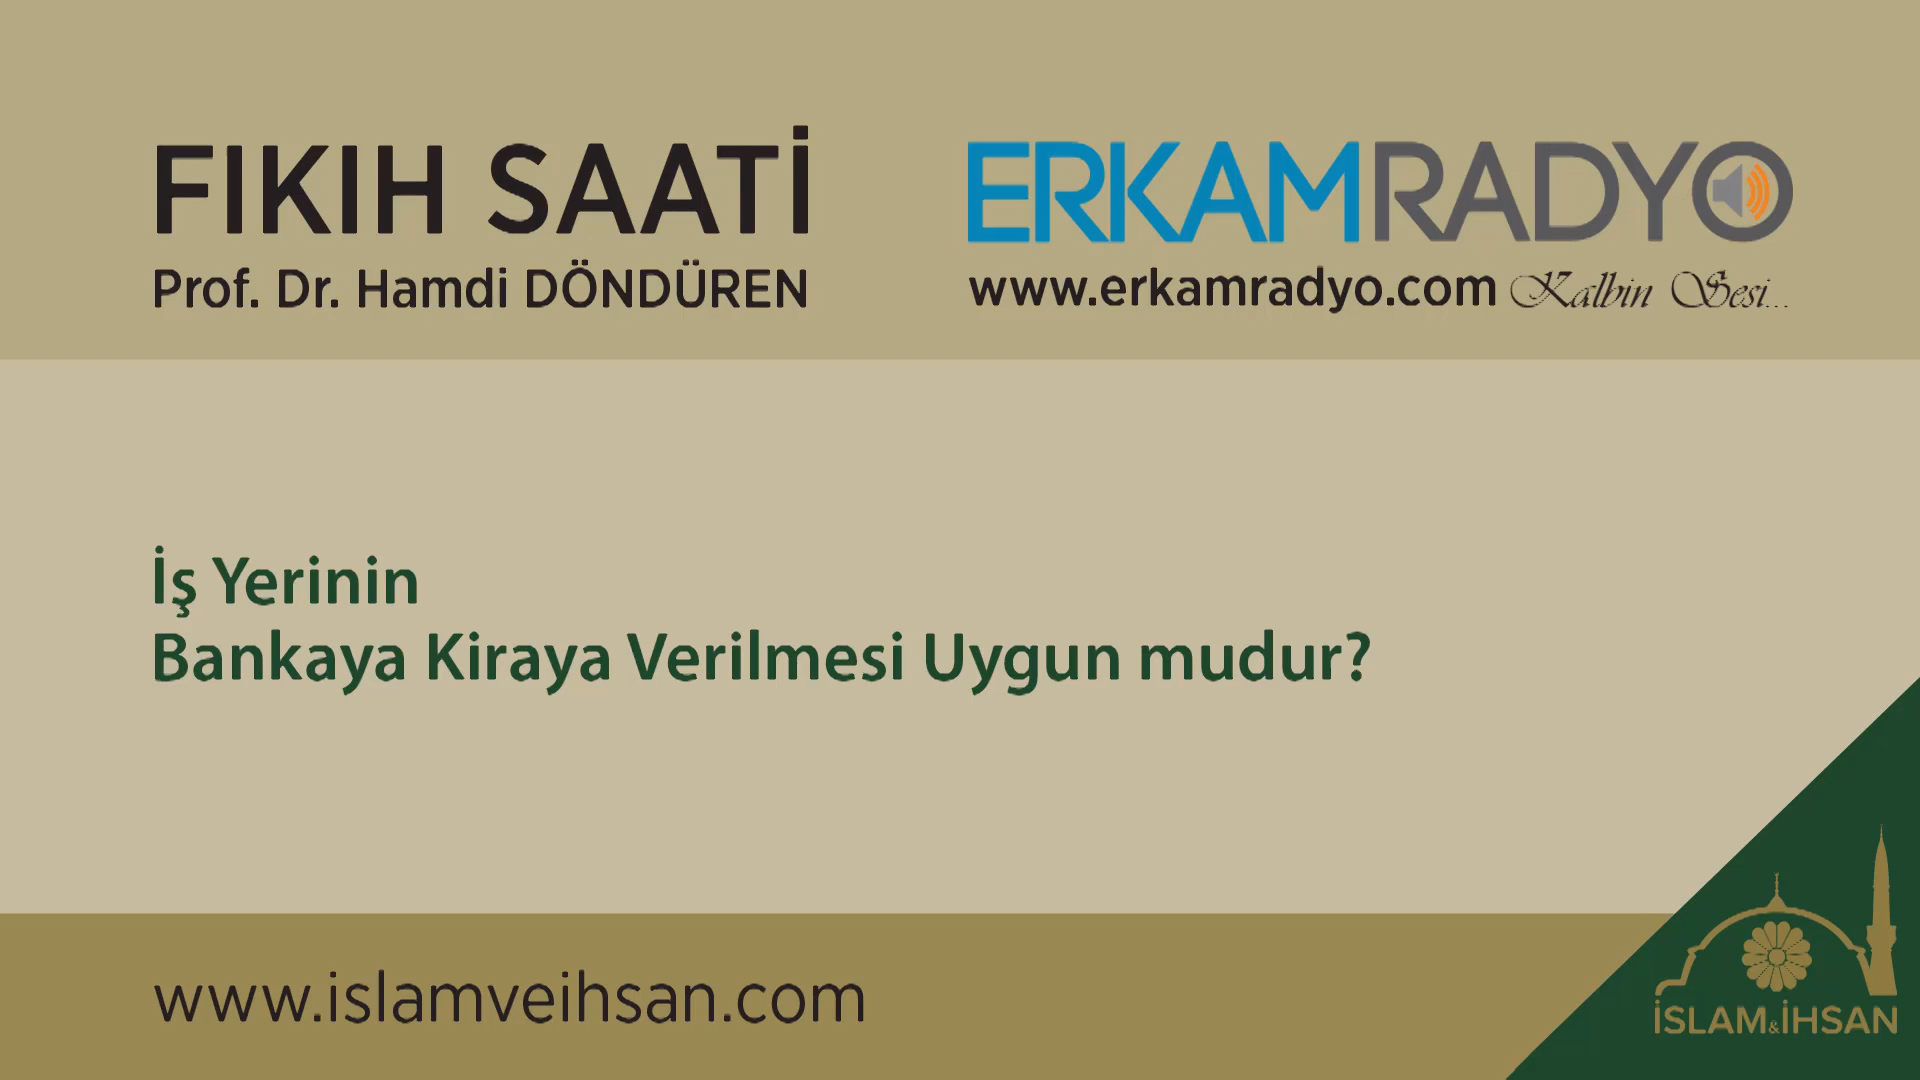 FIKIH SAATİ
Prof. Dr. Hamdi DÖNDÜREN
ERKAMRADYO
www.erkamradyo.com Kalbin Sesi...
İş Yerinin
Bankaya Kiraya Verilmesi Uygun mudur?
www.islamveihsan.com
İSLAM&İHSAN